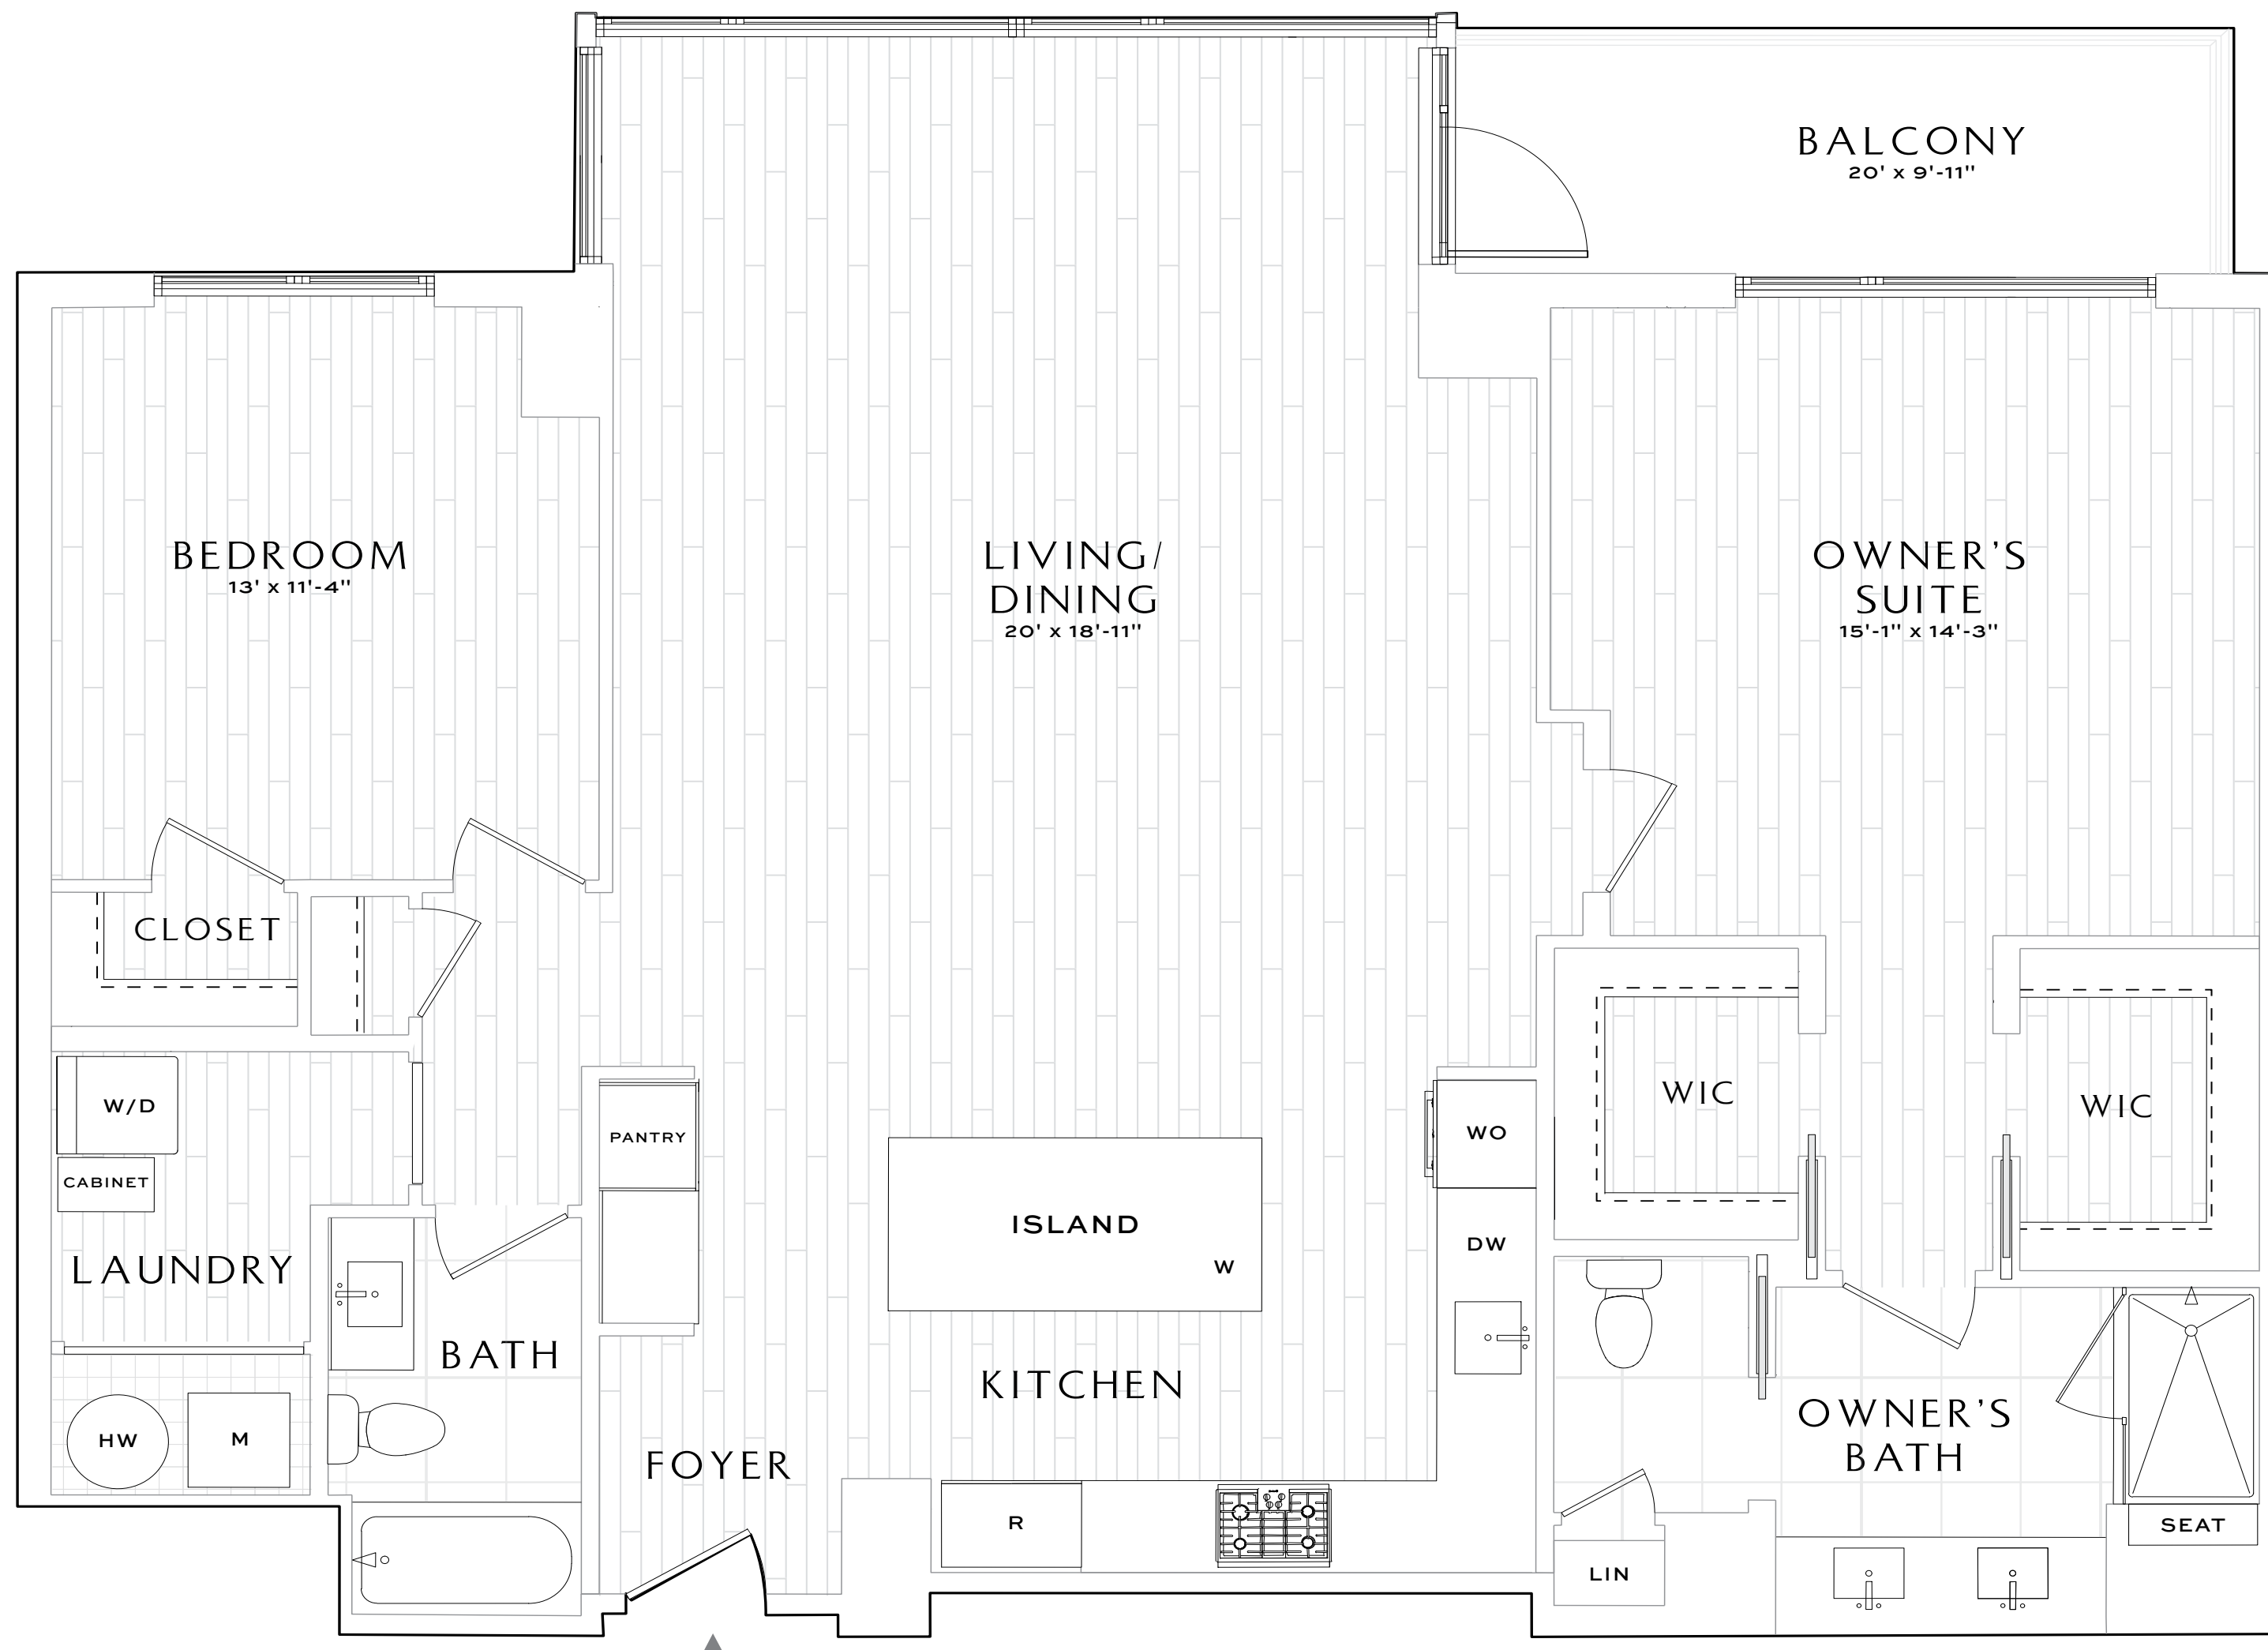 BALCONY
20' x 9'-11"
BEDROOM
13' x 11'-4"
LIVING/
DINING
20' x 18'-11"
OWNER'S
SUITE
15'-1" x 14'-3"
CLOSET
W/D
CABINET
LAUNDRY
HW
M
BATH
PANTRY
FOYER
ISLAND
W
KITCHEN
R
WO
DW
WIC
WIC
OWNER'S
BATH
LIN
SEAT